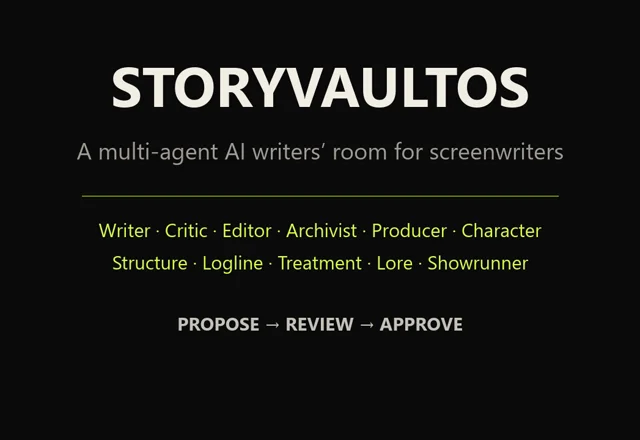 STORYVAULTOS
A multi-agent AI writers’ room for screenwriters
Writer · Critic · Editor · Archivist · Producer · Character
Structure · Logline · Treatment · Lore · Showrunner
PROPOSE → REVIEW → APPROVE